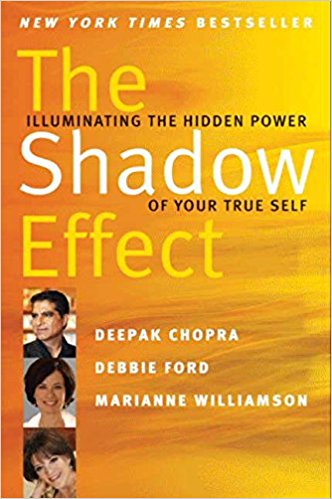 NEW YORK TIMES BESTSELLER
The
ILLUMINATING THE HIDDEN POWER
Shadow
OF YOUR TRUE SELF
Effect
DEEPAK CHOPRA
DEBBIE FORD
MARIANNE WILLIAMSON